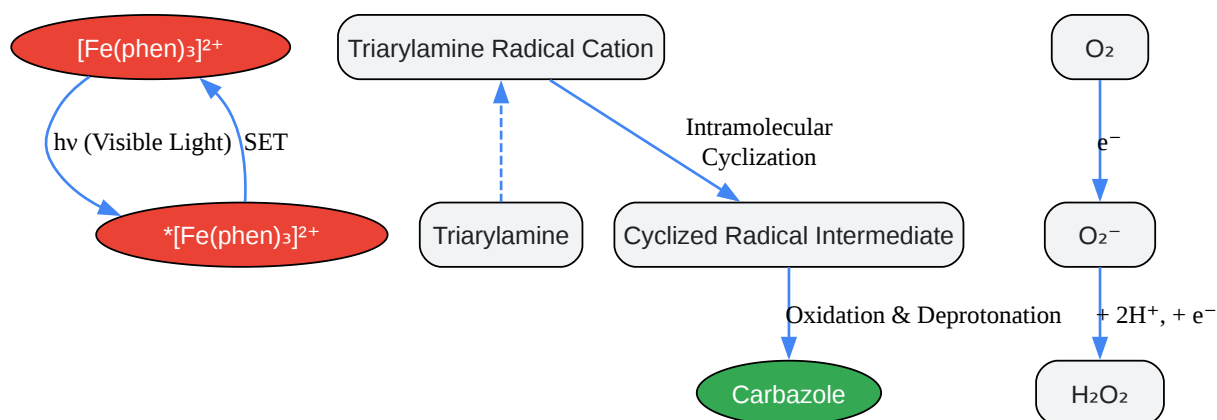 [Fe(phen)₃]²⁺
Triarylamine Radical Cation
O₂
hν (Visible Light)
SET
Intramolecular
Cyclization
e⁻
*[Fe(phen)₃]²⁺
Triarylamine
Cyclized Radical Intermediate
O₂⁻
Oxidation & Deprotonation
+ 2H⁺, + e⁻
Carbazole
H₂O₂